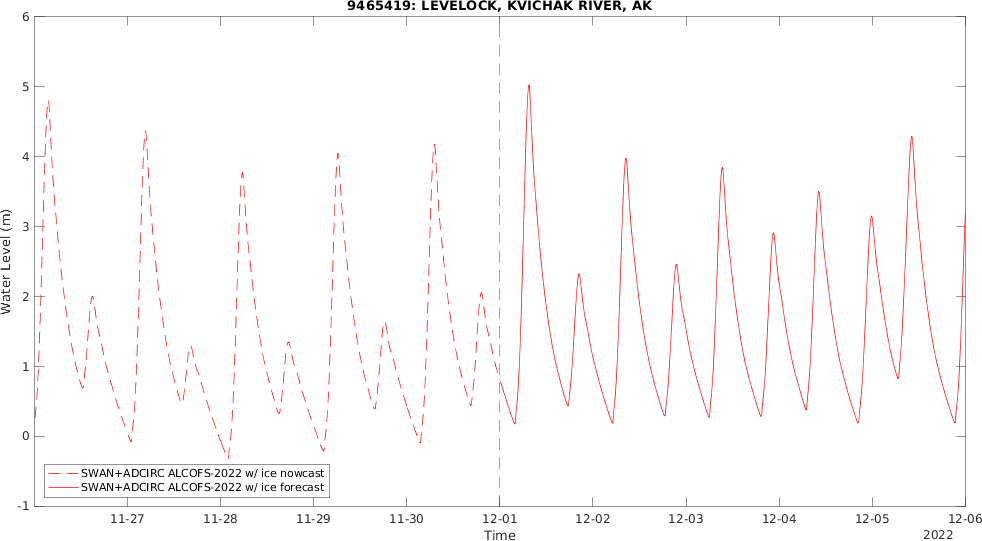 9465419: LEVELOCK, KVICHAK RIVER, AK
6
5
4
3
2
1
0
-1
Water Level (m)
SWAN+ADCIRC ALCOFS-2022 w/ ice nowcast
SWAN+ADCIRC ALCOFS-2022 w/ ice forecast
11-27 11-28 11-29 11-30 12-01 12-02 12-03 12-04 12-05 12-06
Time
2022